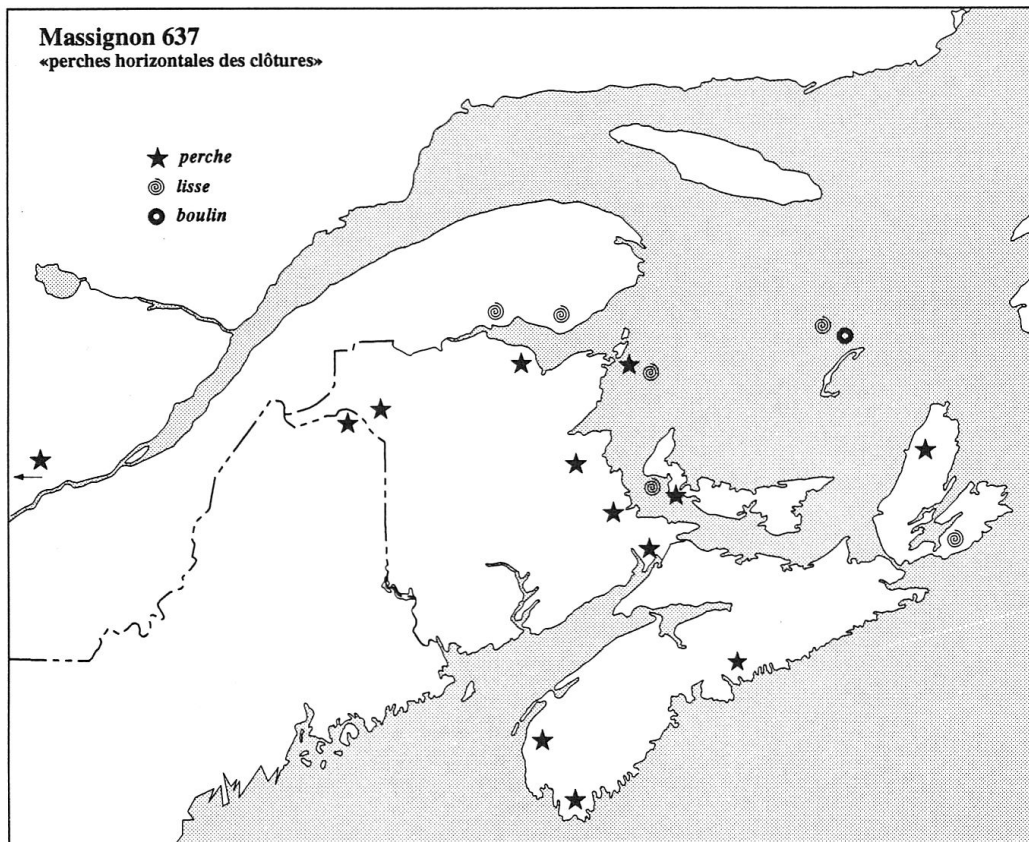 Massignon 637
«perches horizontales des clôtures»
perche
lisse
boulin